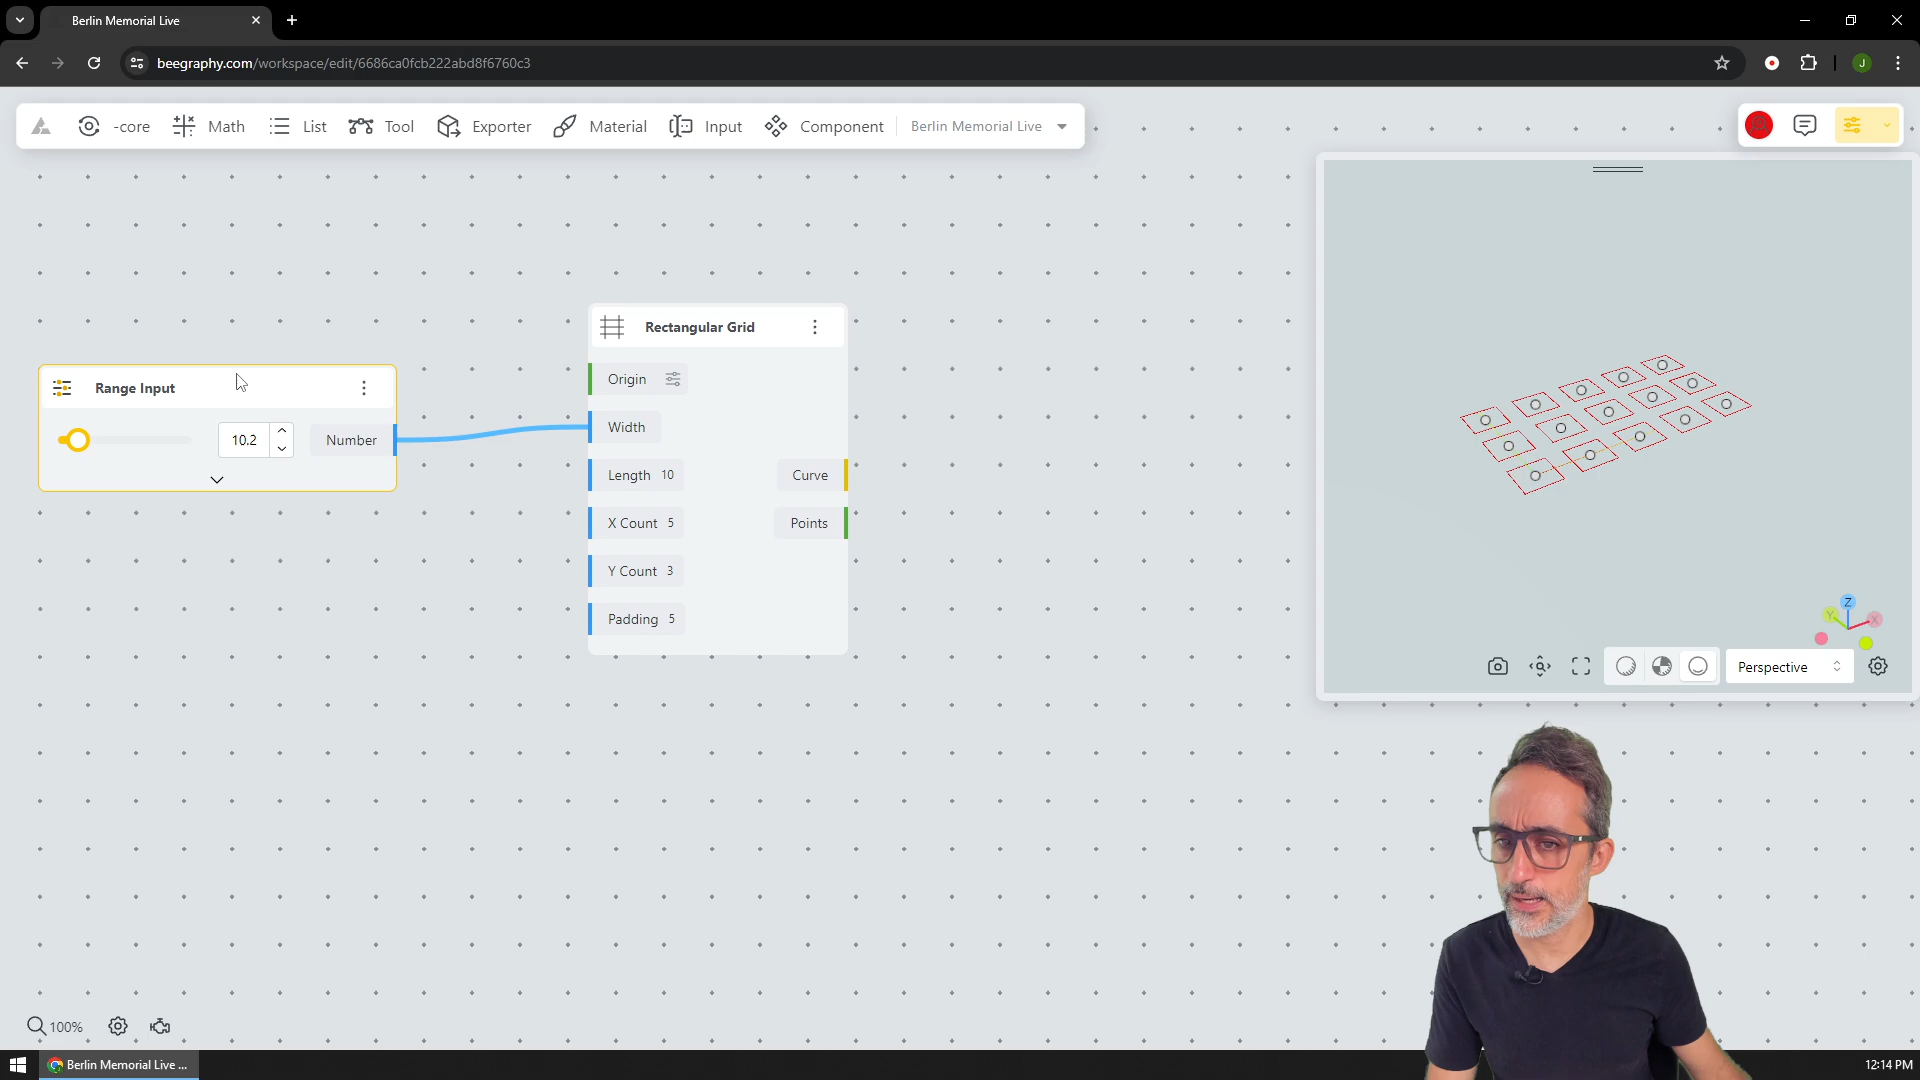 Berlin Memorial Live
beegraphy.com/workspace/edit/6686ca0fcb222abd8f6760c3
J
-core Math List Tool Exporter Material Input Component Berlin Memorial Live
Rectangular Grid
Origin
Width
Length 10
X Count 5
Y Count 3
Padding 5
Curve
Points
Range Input
10.2
Number
Z
Y
X
Perspective
100%
Berlin Memorial Live ...
12:14 PM